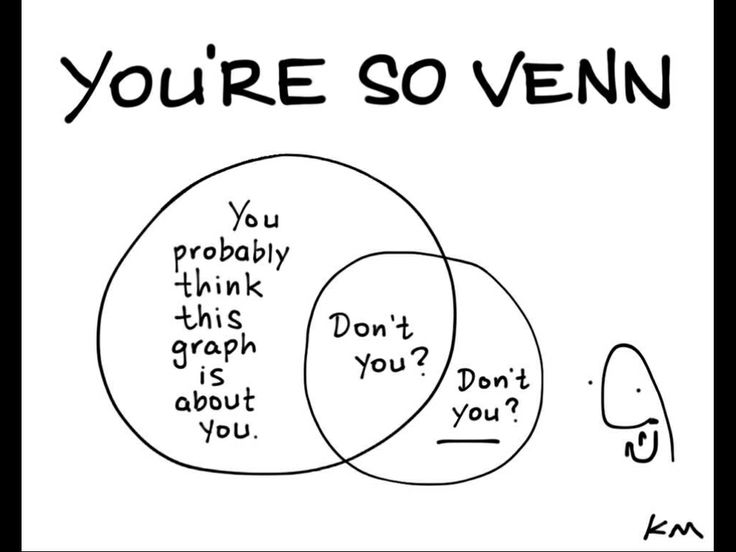 YOU'RE SO VENN
You
probably
think
this
graph
is
about
you.
Don't
you?
Don't
you?
KM